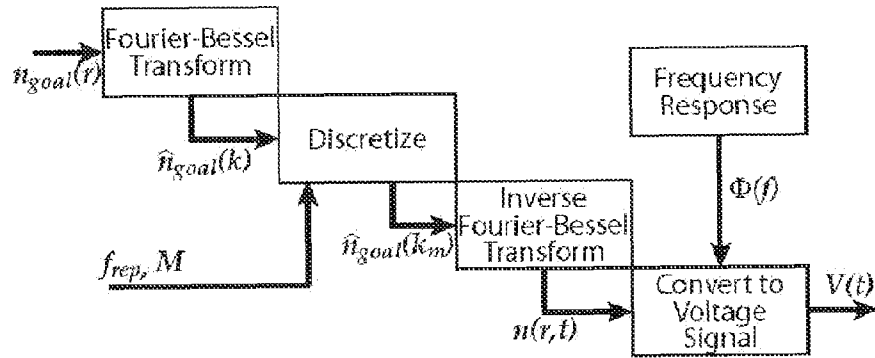 Fourier-Bessel
Transform
n_goal(r)
Frequency
Response
n̂_goal(k)
Discretize
Φ(f)
Inverse
Fourier-Bessel
Transform
n̂_goal(k_m)
f_rep, M
Convert to
Voltage
Signal
V(t)
n(r,t)